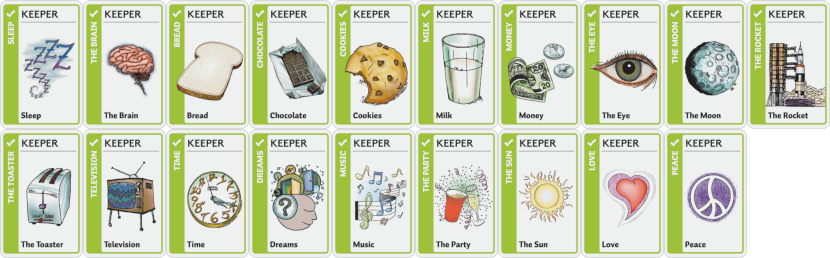 SLEEP
KEEPER
Sleep
THE BRAIN
KEEPER
The Brain
BREAD
KEEPER
Bread
CHOCOLATE
KEEPER
Chocolate
COOKIES
KEEPER
Cookies
MILK
KEEPER
Milk
MONEY
KEEPER
20
20
Money
THE EYE
KEEPER
The Eye
THE MOON
KEEPER
The Moon
THE ROCKET
KEEPER
The Rocket
THE TOASTER
KEEPER
The Toaster
TELEVISION
KEEPER
Television
TIME
KEEPER
Time
DREAMS
KEEPER
?
Dreams
MUSIC
KEEPER
Music
THE PARTY
KEEPER
The Party
THE SUN
KEEPER
The Sun
LOVE
KEEPER
Love
PEACE
KEEPER
Peace